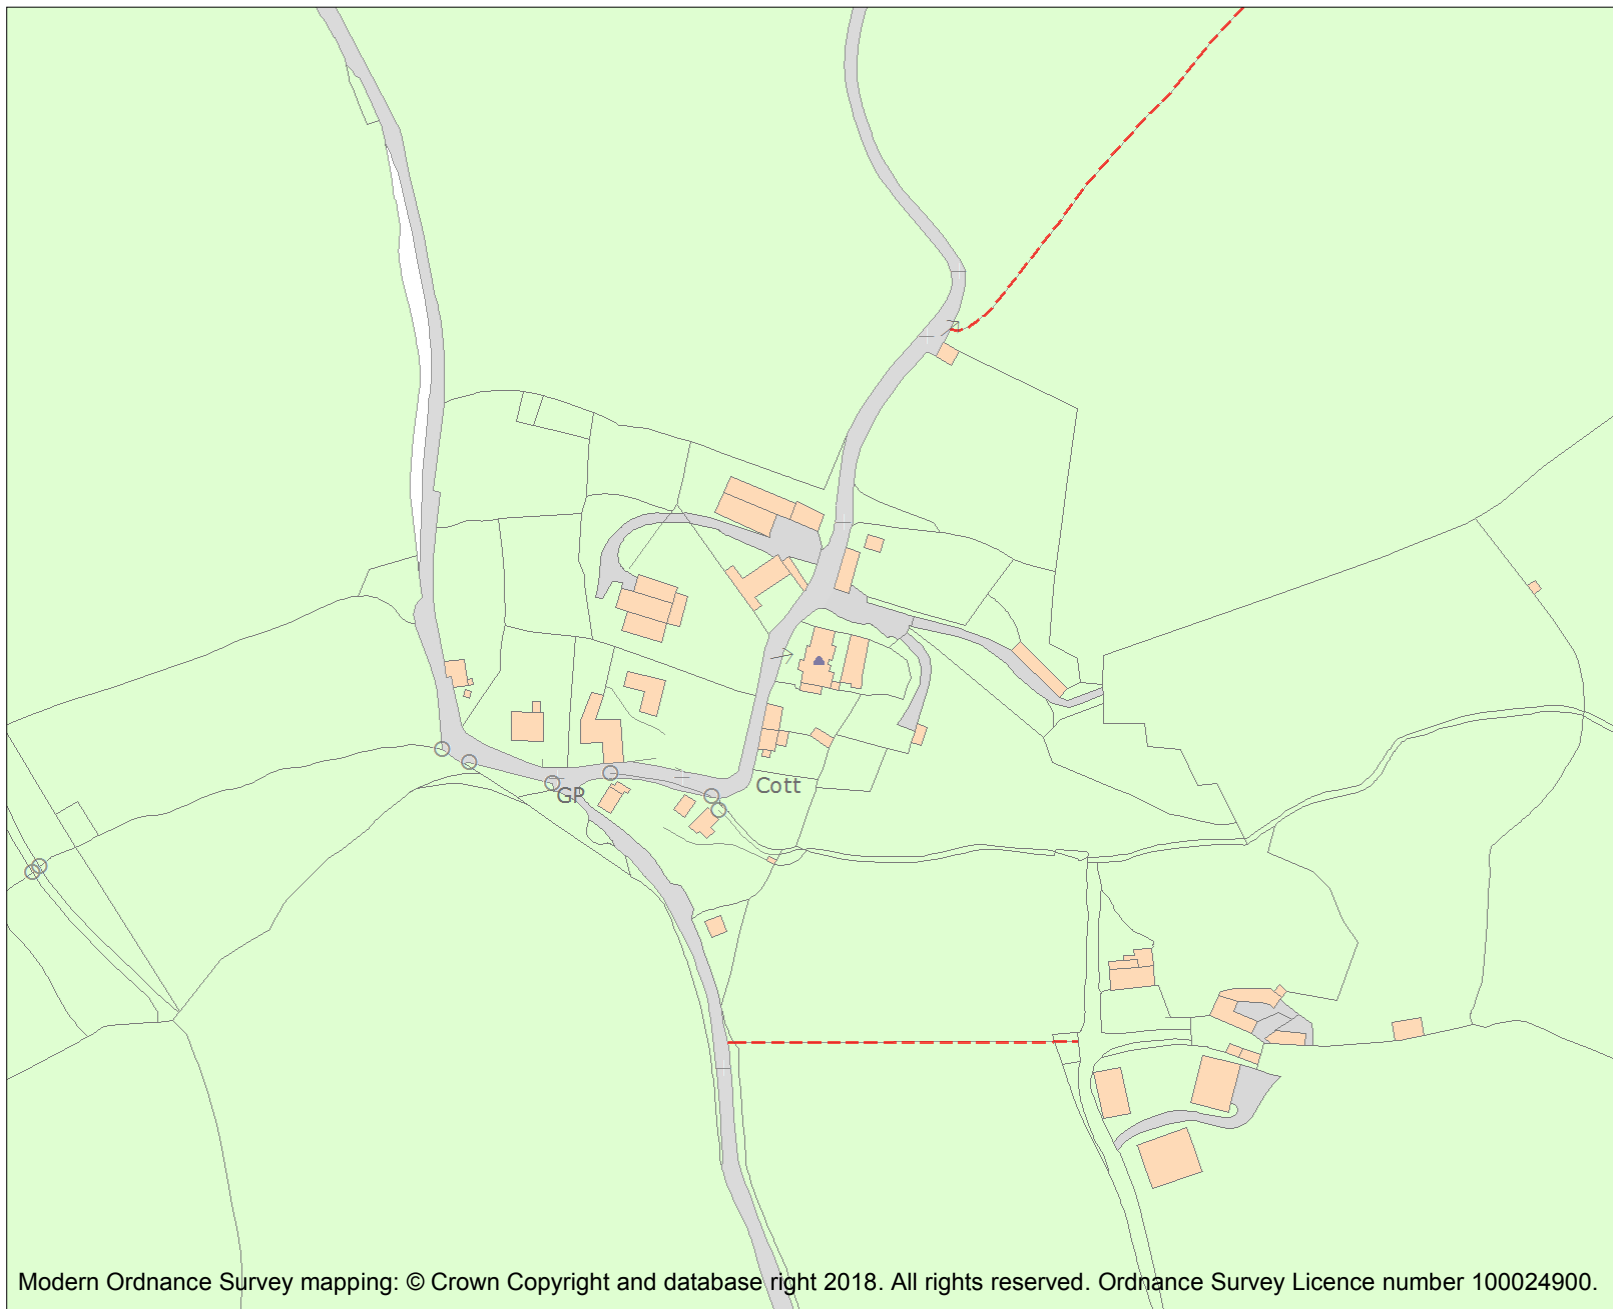 Cott
GP
Modern Ordnance Survey mapping: © Crown Copyright and database right 2018. All rights reserved. Ordnance Survey Licence number 100024900.